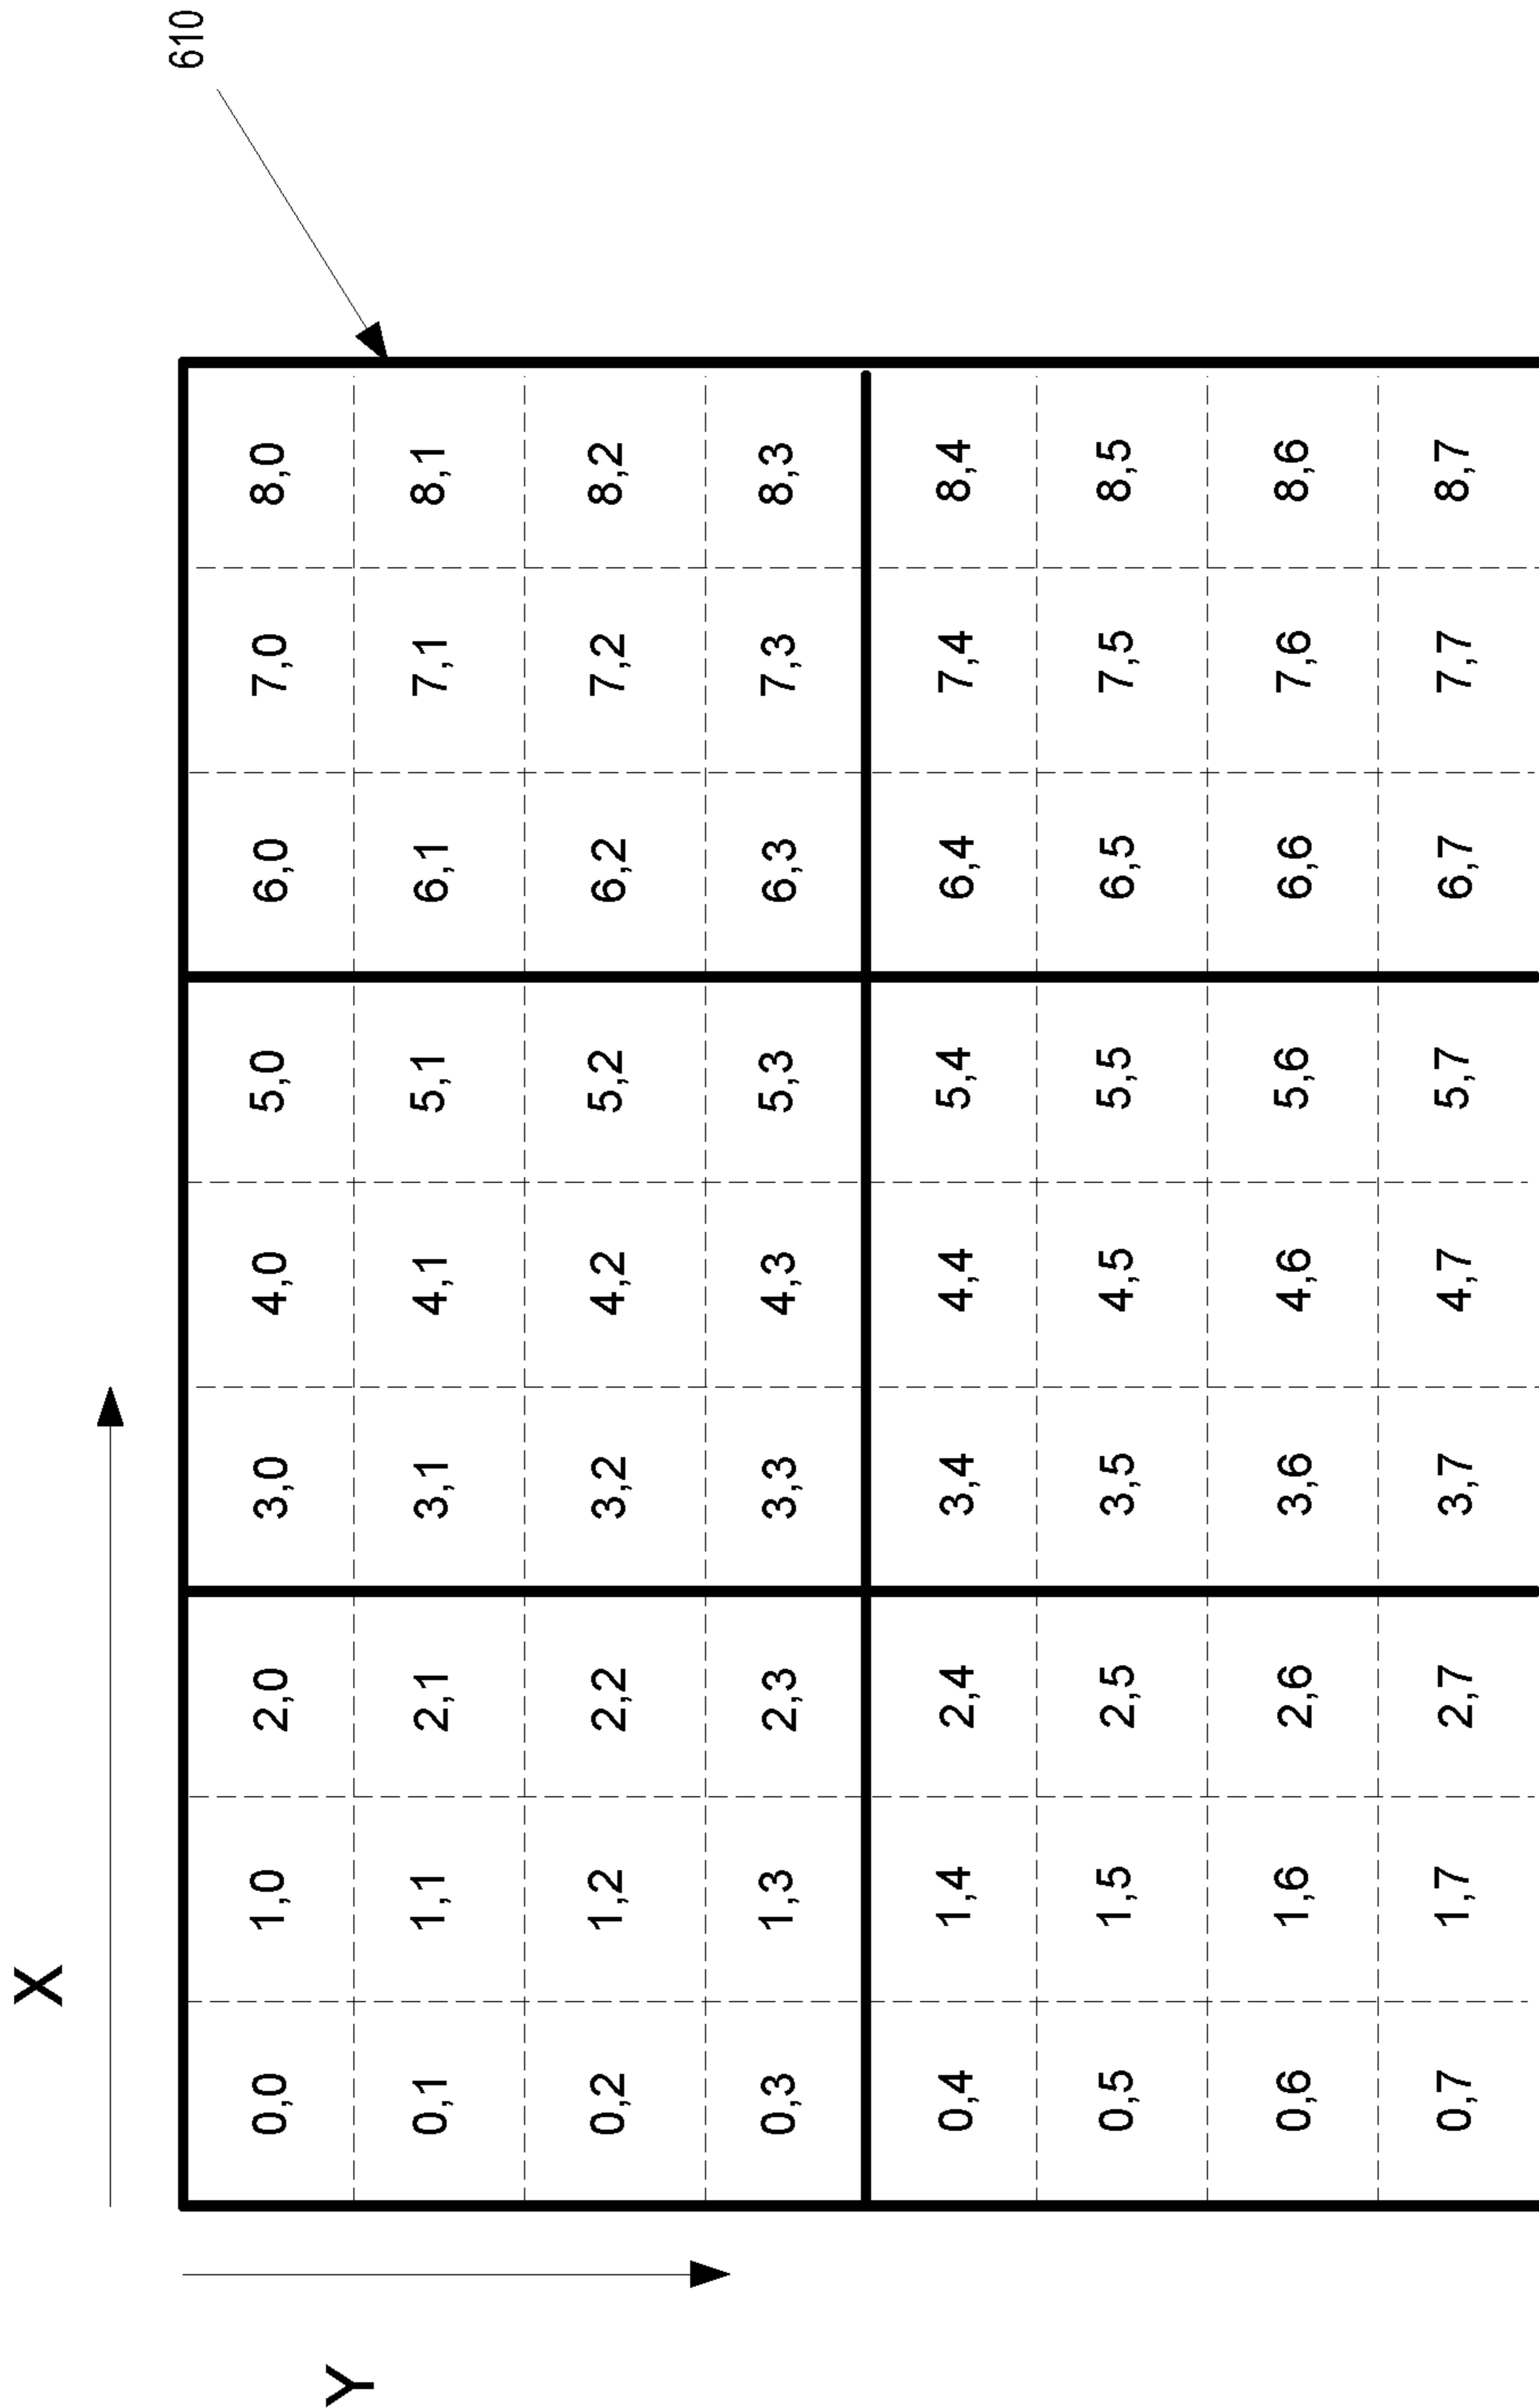 610
X
Y
0,0 1,0 2,0 3,0 4,0 5,0 6,0 7,0 8,0
0,1 1,1 2,1 3,1 4,1 5,1 6,1 7,1 8,1
0,2 1,2 2,2 3,2 4,2 5,2 6,2 7,2 8,2
0,3 1,3 2,3 3,3 4,3 5,3 6,3 7,3 8,3
0,4 1,4 2,4 3,4 4,4 5,4 6,4 7,4 8,4
0,5 1,5 2,5 3,5 4,5 5,5 6,5 7,5 8,5
0,6 1,6 2,6 3,6 4,6 5,6 6,6 7,6 8,6
0,7 1,7 2,7 3,7 4,7 5,7 6,7 7,7 8,7